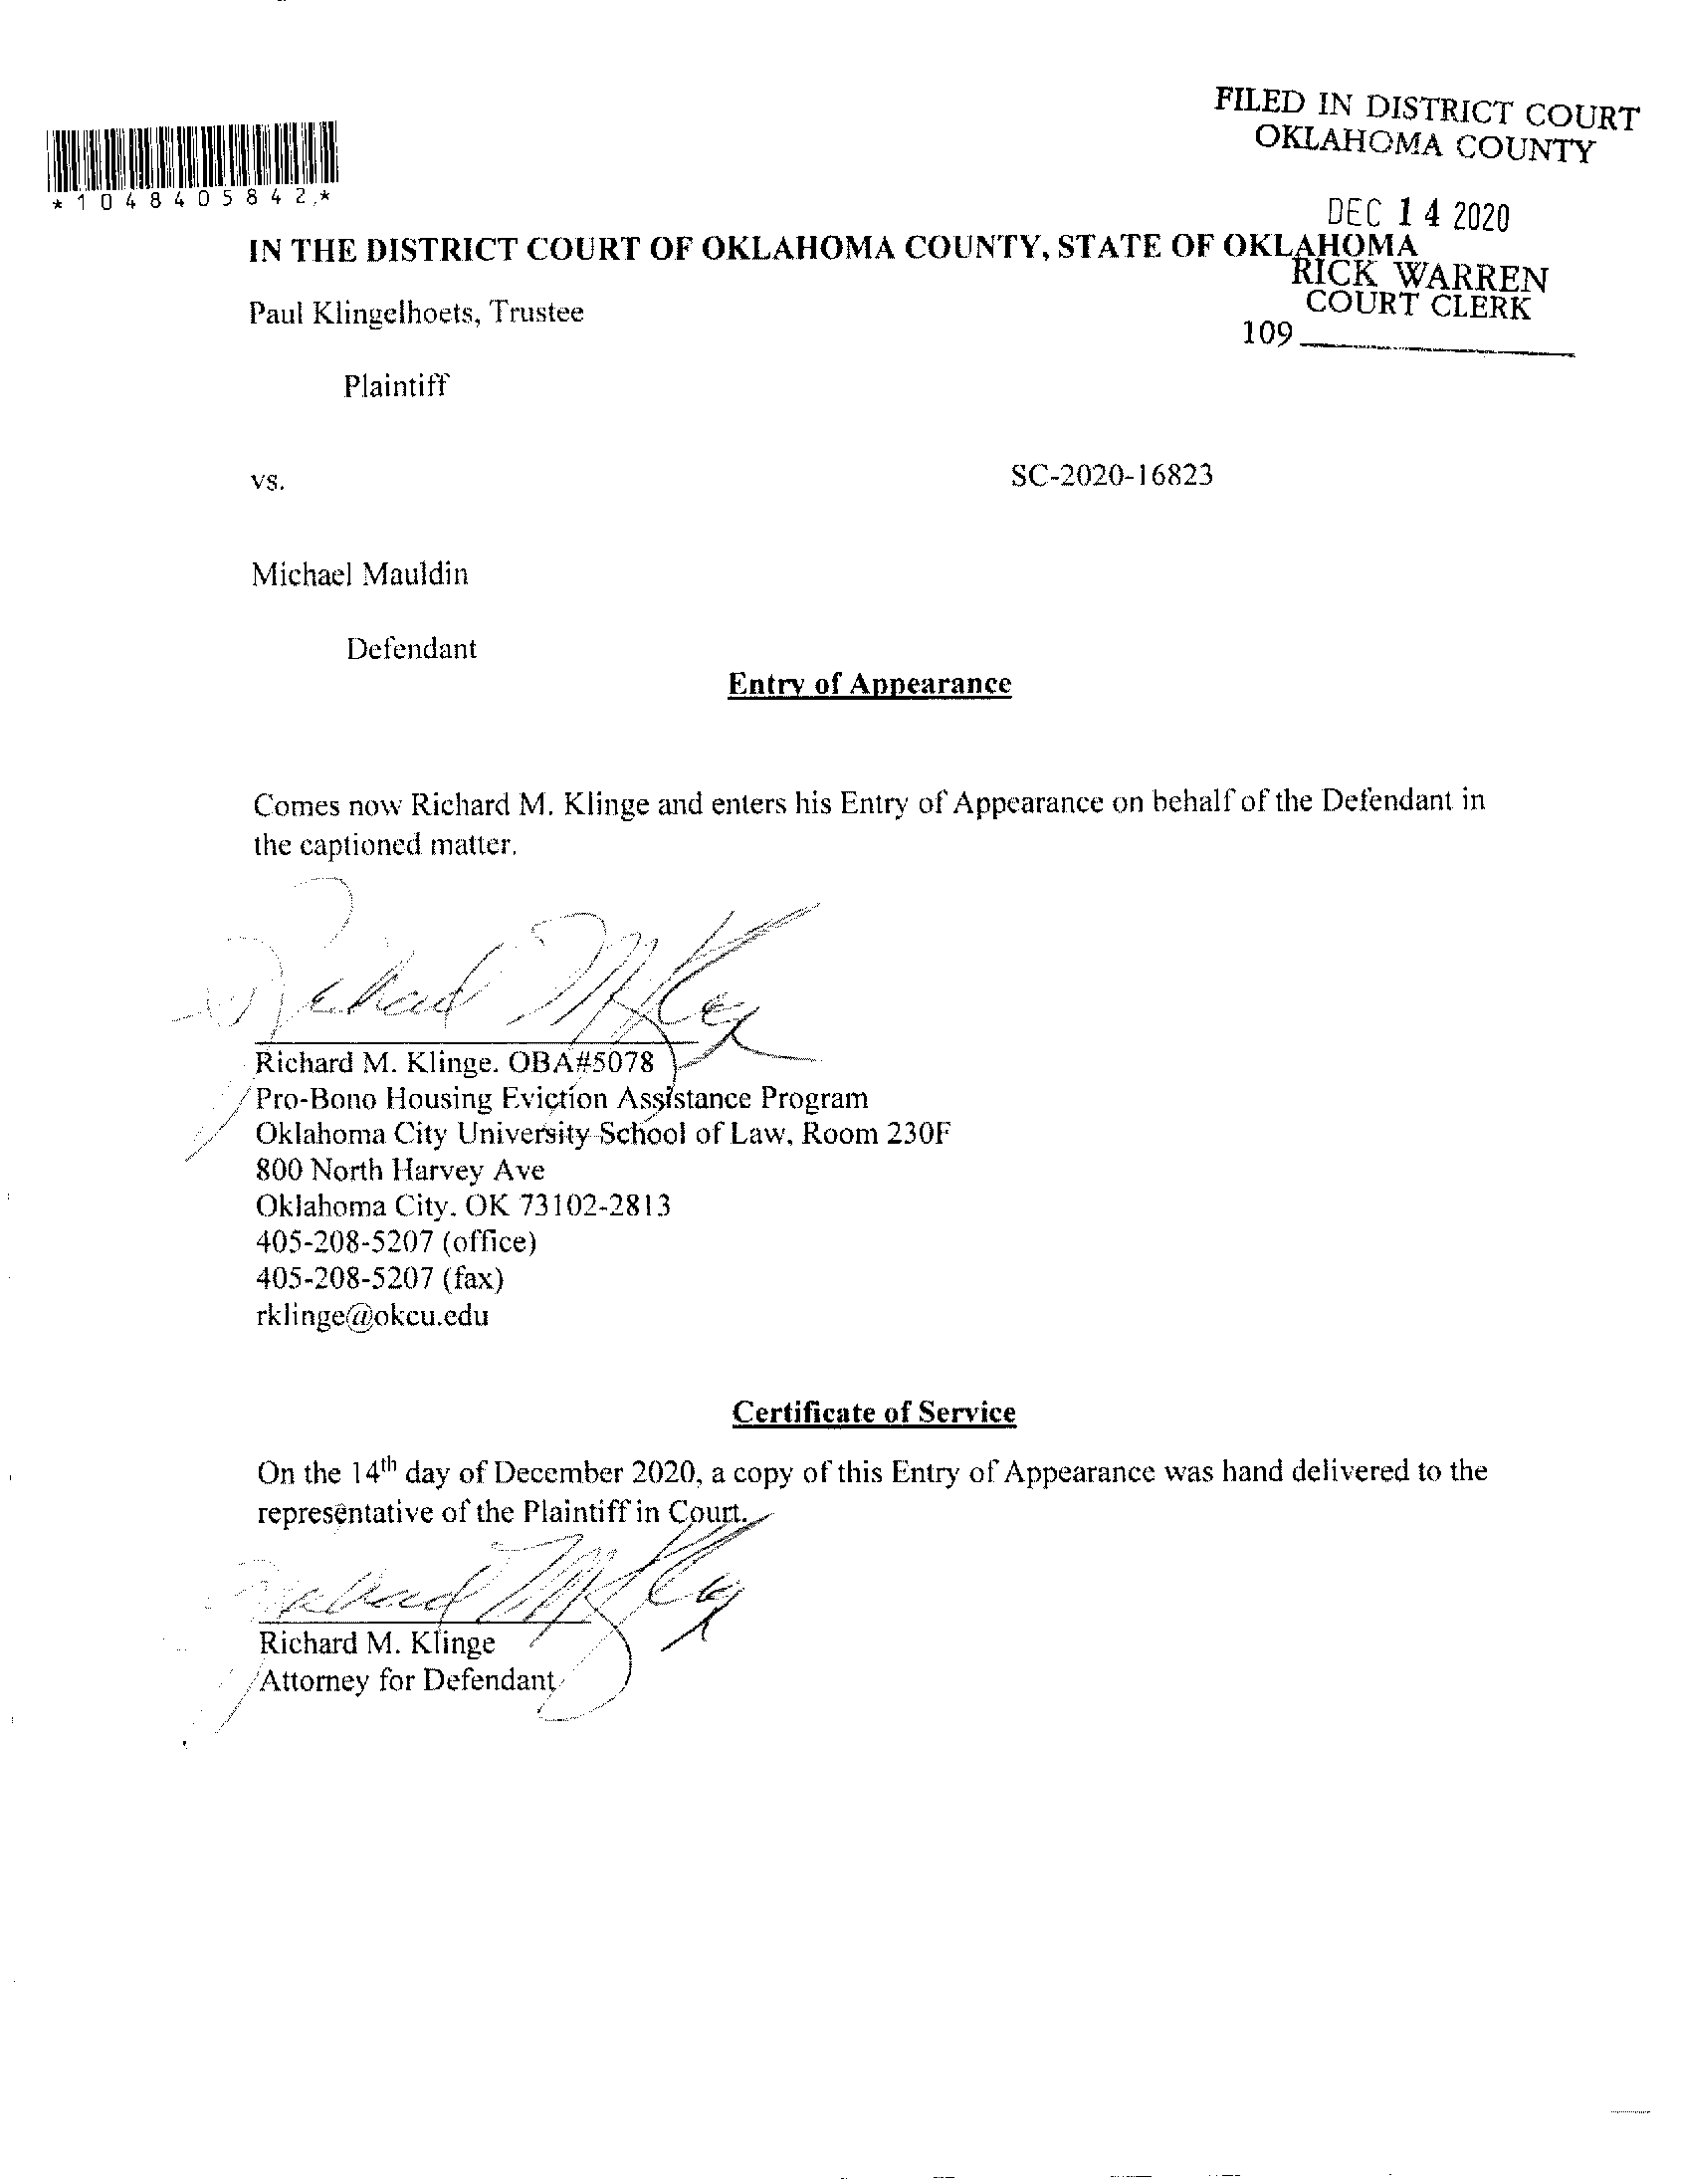 FILED IN DISTRICT COURT
OKLAHOMA COUNTY
*1048405842*
DEC 14 2020
IN THE DISTRICT COURT OF OKLAHOMA COUNTY, STATE OF OKLAHOMA
RICK WARREN
COURT CLERK
109
Paul Klingelhoets, Trustee
Plaintiff
vs.
SC-2020-16823
Michael Mauldin
Defendant
Entry of Appearance
Comes now Richard M. Klinge and enters his Entry of Appearance on behalf of the Defendant in
the captioned matter.
Richard M Klinge
Richard M. Klinge. OBA#5078
Pro-Bono Housing Eviction Assistance Program
Oklahoma City University School of Law, Room 230F
800 North Harvey Ave
Oklahoma City, OK 73102-2813
405-208-5207 (office)
405-208-5207 (fax)
rklinge@okcu.edu
Certificate of Service
On the 14th day of December 2020, a copy of this Entry of Appearance was hand delivered to the
representative of the Plaintiff in Court.
Richard M Klinge
Richard M. Klinge
Attorney for Defendant